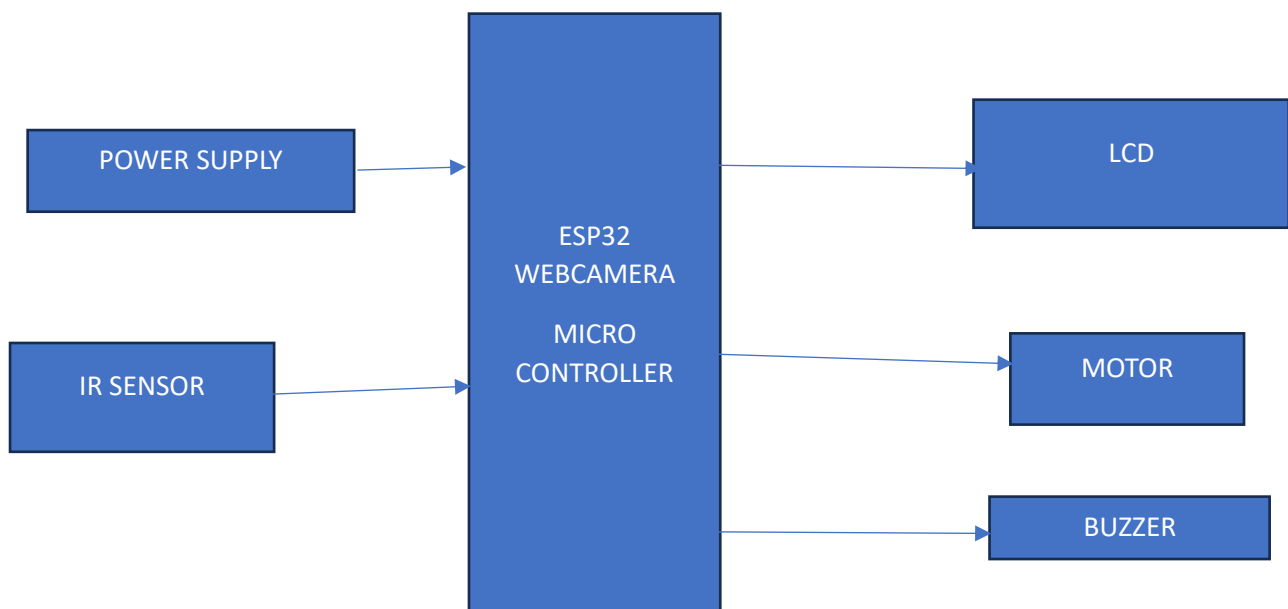 POWER SUPPLY
IR SENSOR
ESP32
WEBCAMERA
MICRO
CONTROLLER
LCD
MOTOR
BUZZER